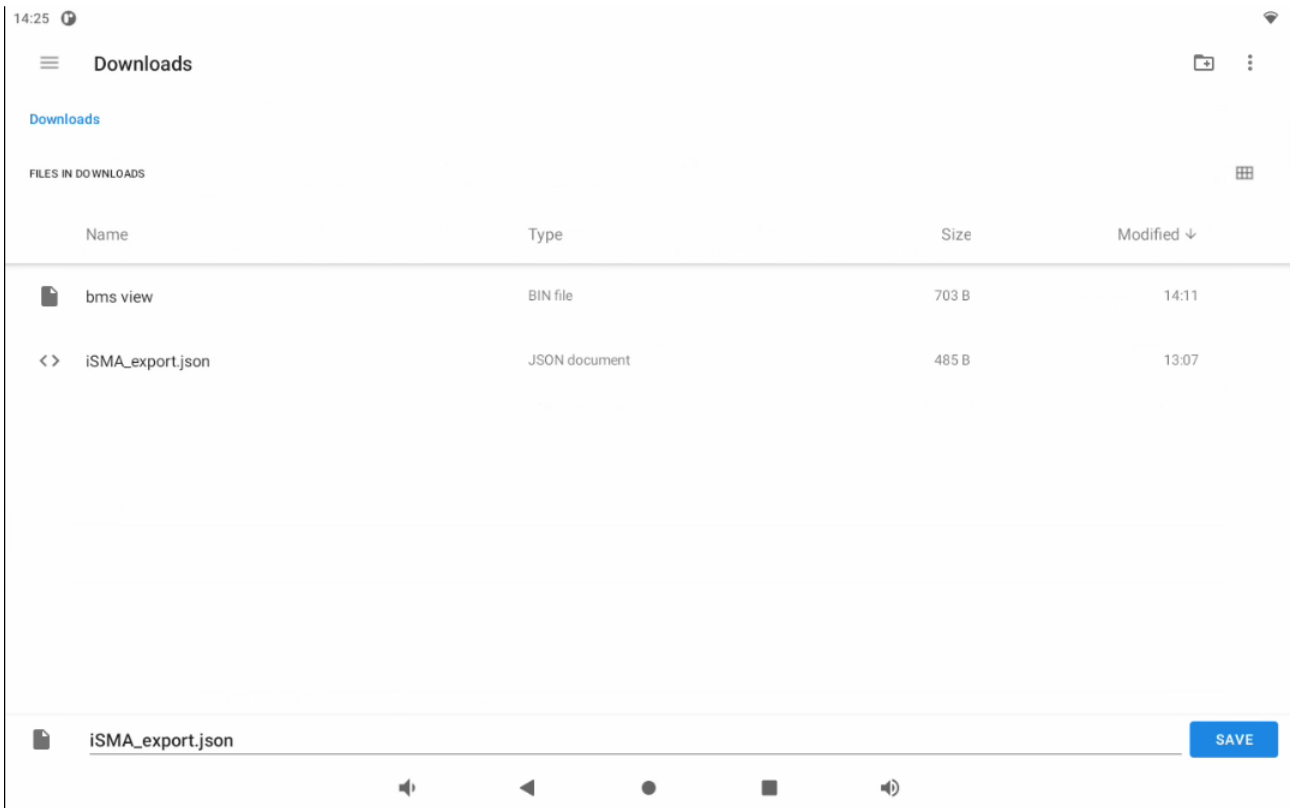 14:25
Downloads
Downloads
FILES IN DOWNLOADS
Name Type Size Modified
bms view BIN file 703 B 14:11
iSMA_export.json JSON document 485 B 13:07
iSMA_export.json SAVE